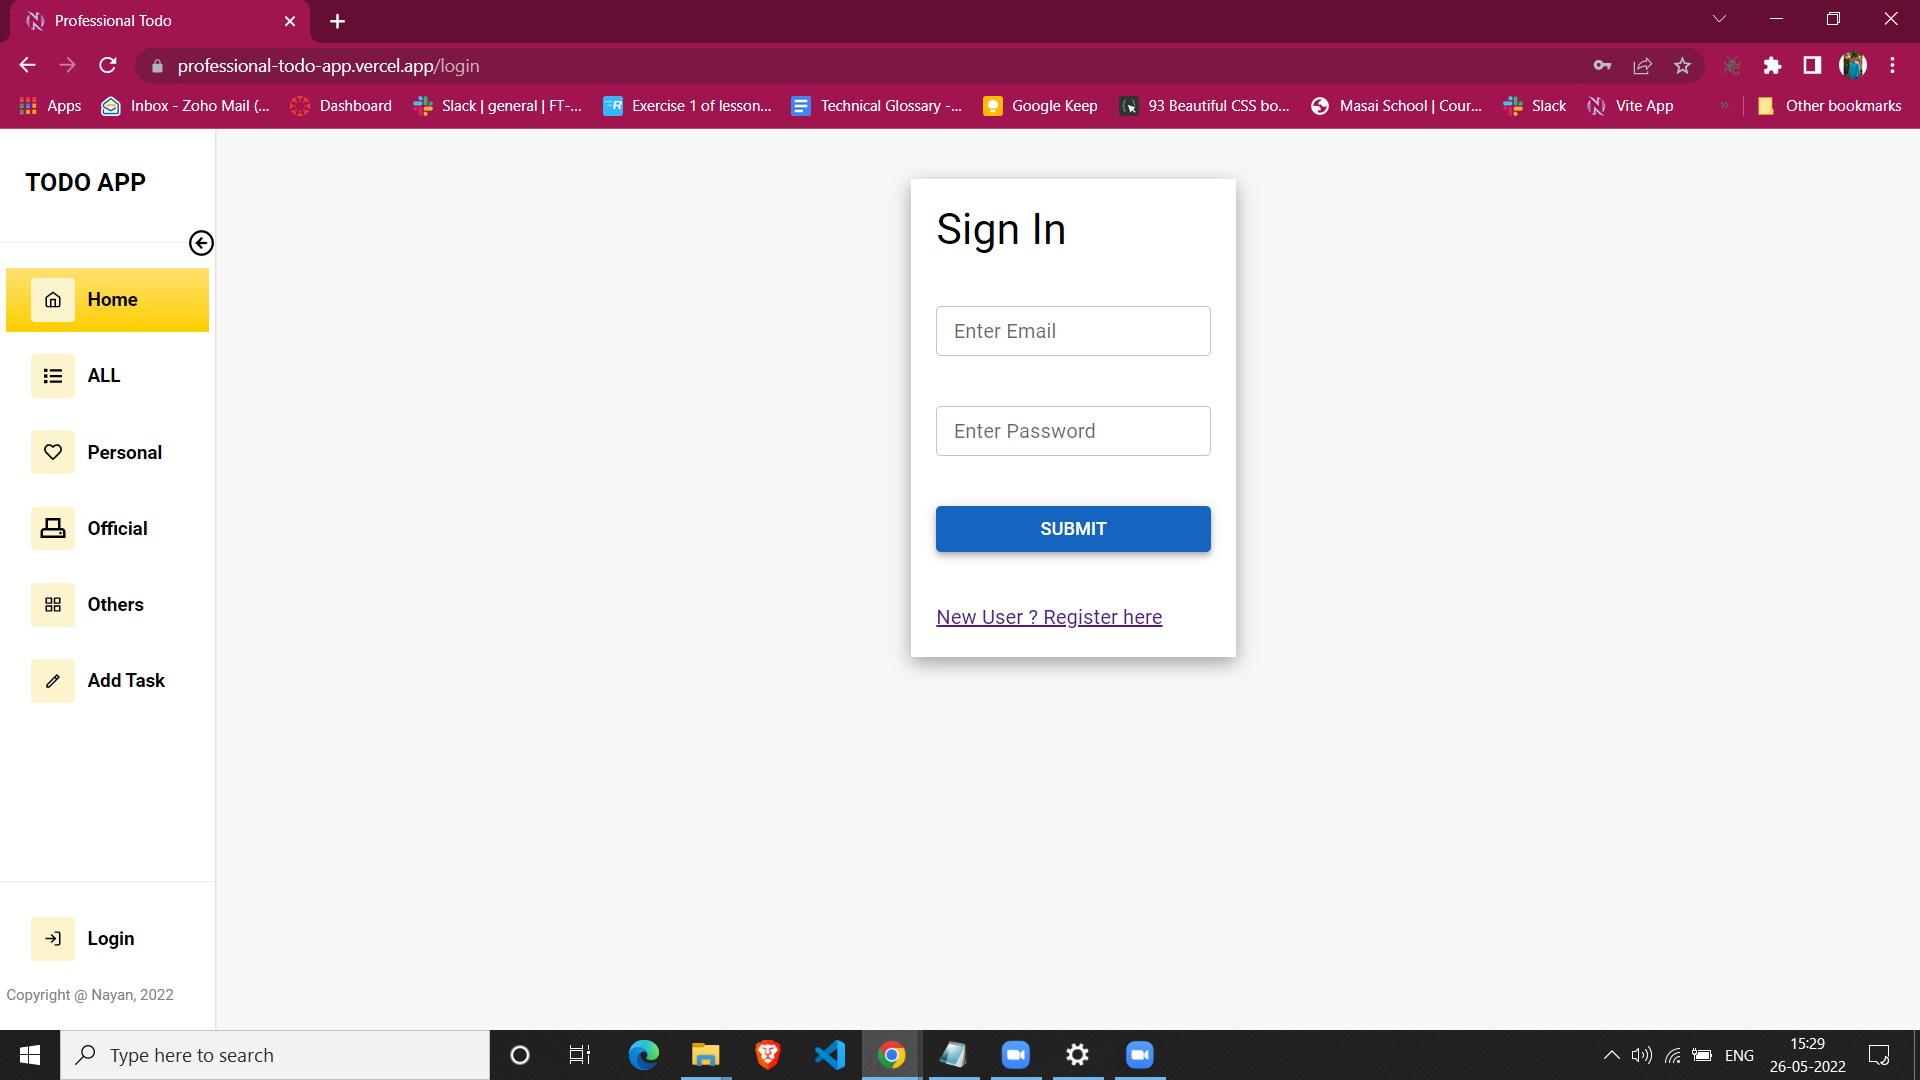 Professional Todo
professional-todo-app.vercel.app/login
Apps
Inbox - Zoho Mail (...
Dashboard
Slack | general | FT-...
Exercise 1 of lesson...
Technical Glossary -...
Google Keep
93 Beautiful CSS bo...
Masai School | Cour...
Slack
Vite App
»
Other bookmarks
TODO APP
Home
ALL
Personal
Official
Others
Add Task
Login
Copyright @ Nayan, 2022
Sign In
Enter Email
Enter Password
SUBMIT
New User ? Register here
Type here to search
ENG
15:29
26-05-2022